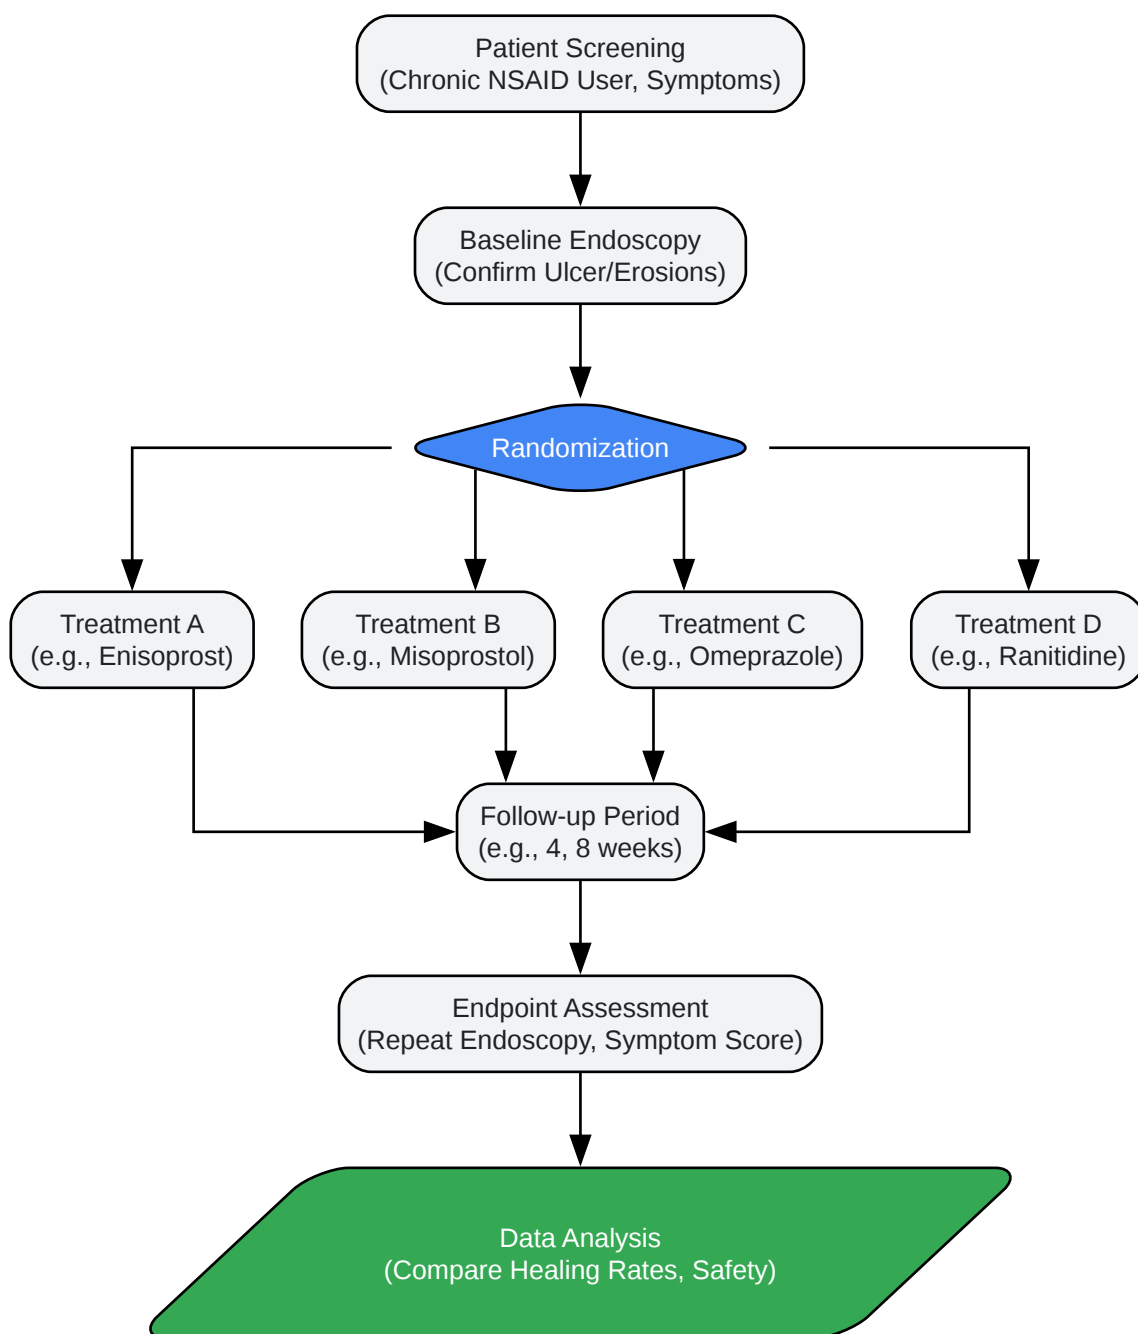 Patient Screening
(Chronic NSAID User, Symptoms)
Baseline Endoscopy
(Confirm Ulcer/Erosions)
Randomization
Treatment A
(e.g., Enisoprost)
Treatment B
(e.g., Misoprostol)
Treatment C
(e.g., Omeprazole)
Treatment D
(e.g., Ranitidine)
Follow-up Period
(e.g., 4, 8 weeks)
Endpoint Assessment
(Repeat Endoscopy, Symptom Score)
Data Analysis
(Compare Healing Rates, Safety)